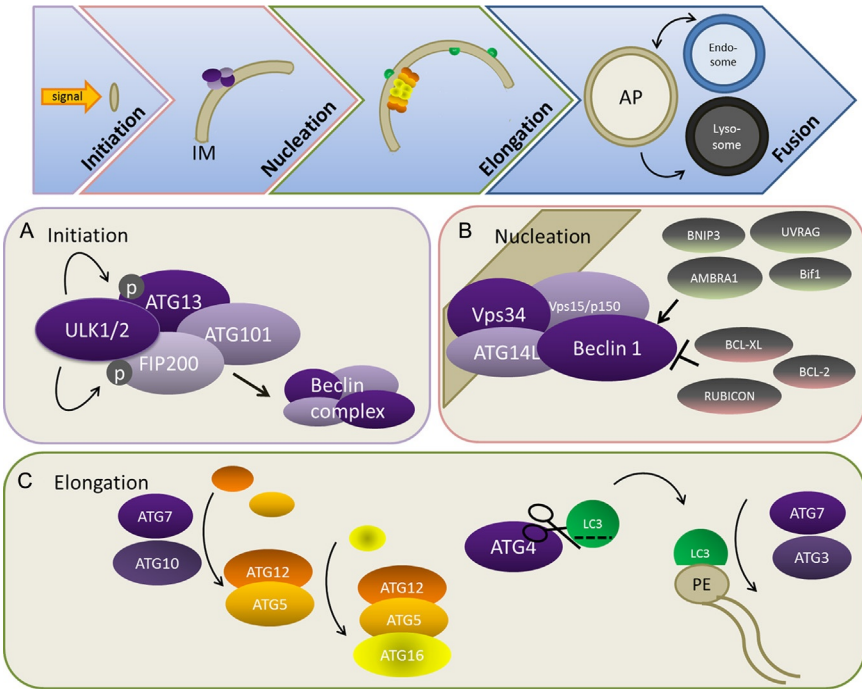 signal
Initiation
IM
Nucleation
Elongation
AP
Endo-
some
Lyso-
some
Fusion
A
Initiation
p
ATG13
ULK1/2
ATG101
p
FIP200
Beclin
complex
B
Nucleation
BNIP3
UVRAG
AMBRA1
Bif1
Vps34
Vps15/p150
ATG14L
Beclin 1
BCL-XL
BCL-2
RUBICON
C
Elongation
ATG7
ATG10
ATG12
ATG5
ATG12
ATG5
ATG16
ATG4
LC3
LC3
PE
ATG7
ATG3